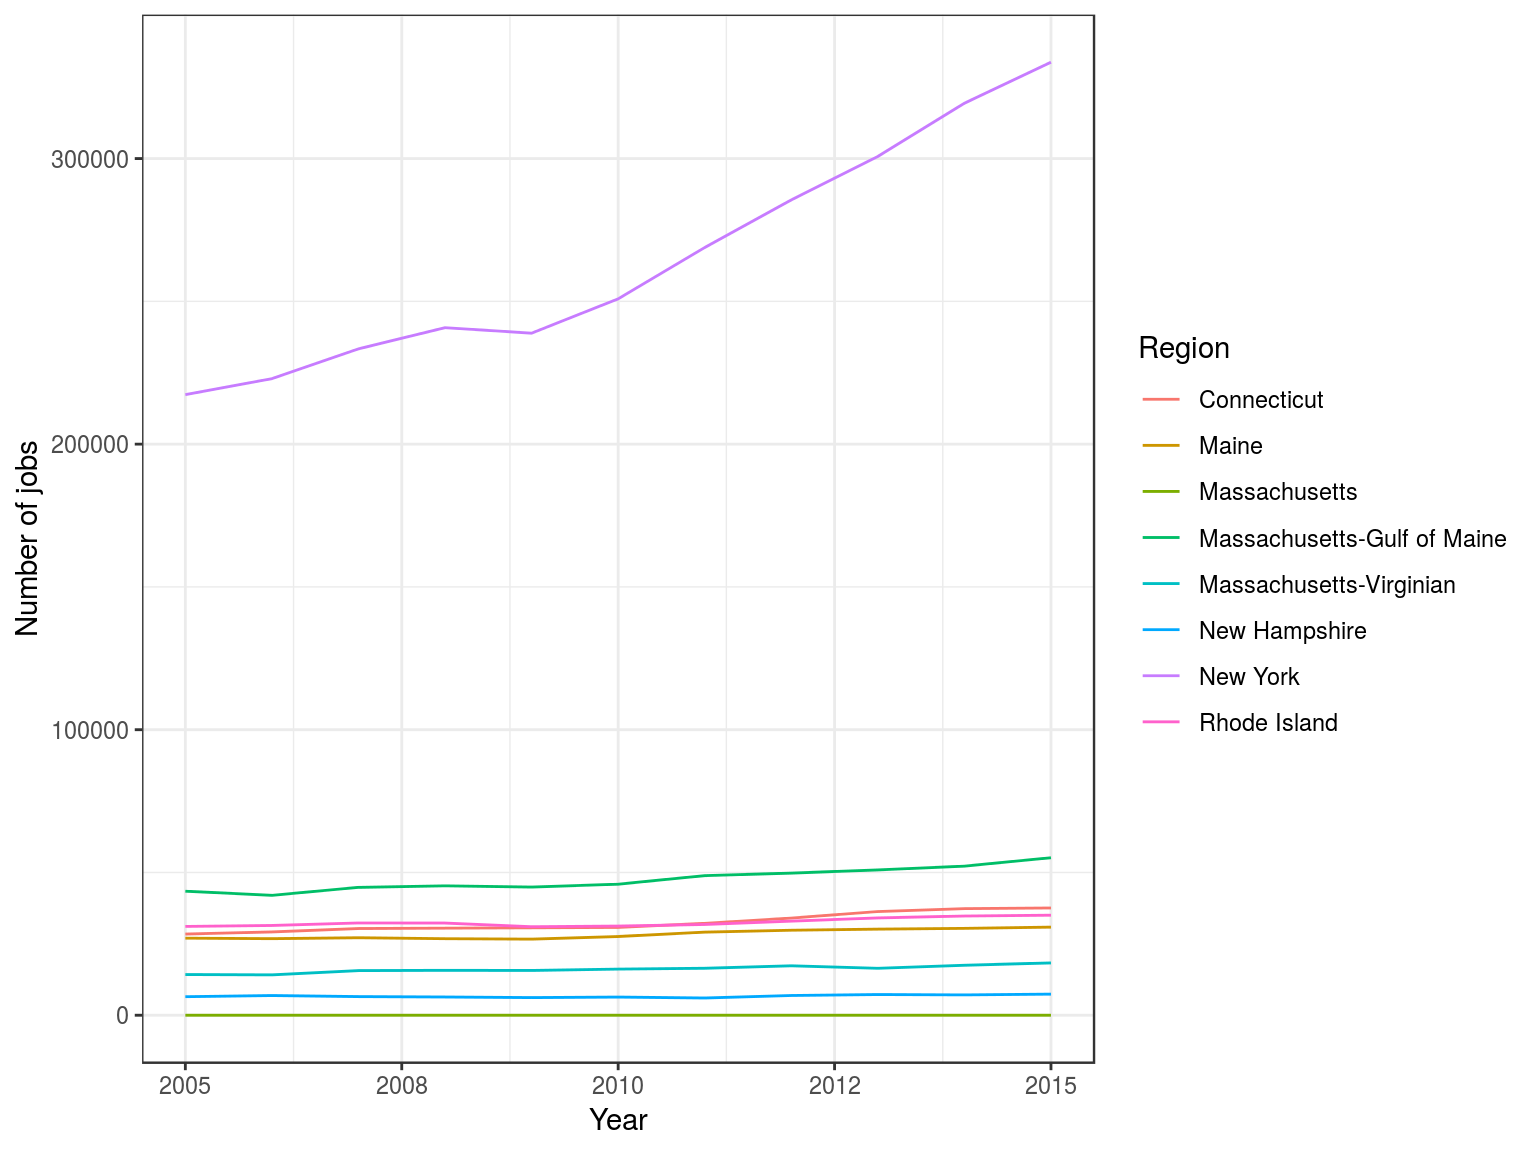 300000
200000
100000
0
Number of jobs
2005 2008 2010 2012 2015
Year
Region
Connecticut
Maine
Massachusetts
Massachusetts-Gulf of Maine
Massachusetts-Virginian
New Hampshire
New York
Rhode Island